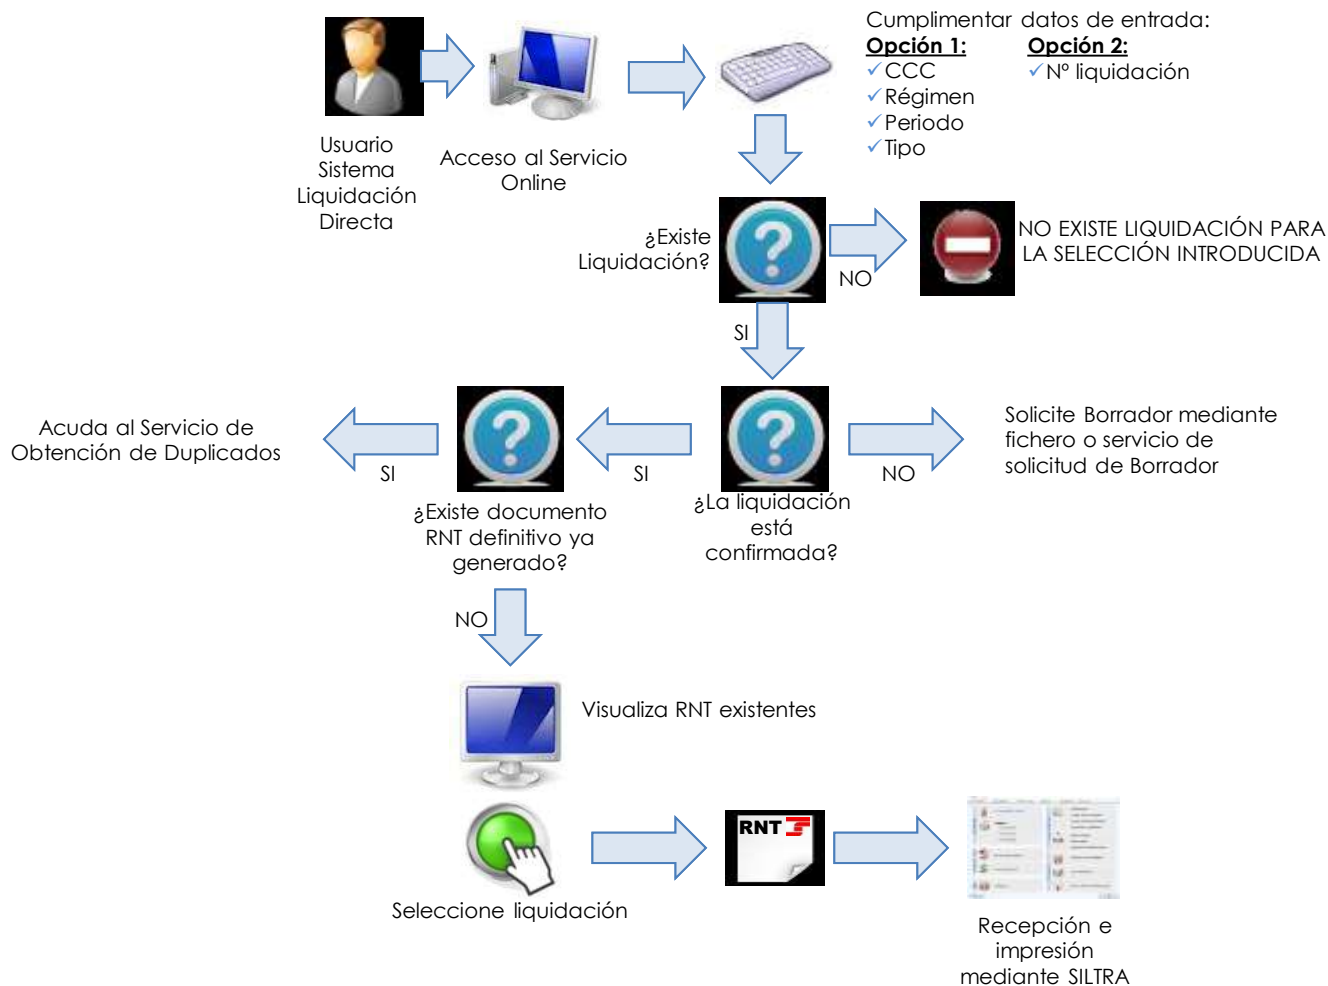 Cumplimentar datos de entrada:
Opción 1:
CCC
Régimen
Periodo
Tipo
Opción 2:
Nº liquidación
Usuario
Sistema
Liquidación
Directa
Acceso al Servicio
Online
¿Existe
Liquidación?
NO
NO EXISTE LIQUIDACIÓN PARA
LA SELECCIÓN INTRODUCIDA
SI
Acuda al Servicio de
Obtención de Duplicados
SI
¿Existe documento
RNT definitivo ya
generado?
SI
¿La liquidación
está
confirmada?
NO
Solicite Borrador mediante
fichero o servicio de
solicitud de Borrador
NO
Visualiza RNT existentes
Seleccione liquidación
RNT
Recepción e
impresión
mediante SILTRA